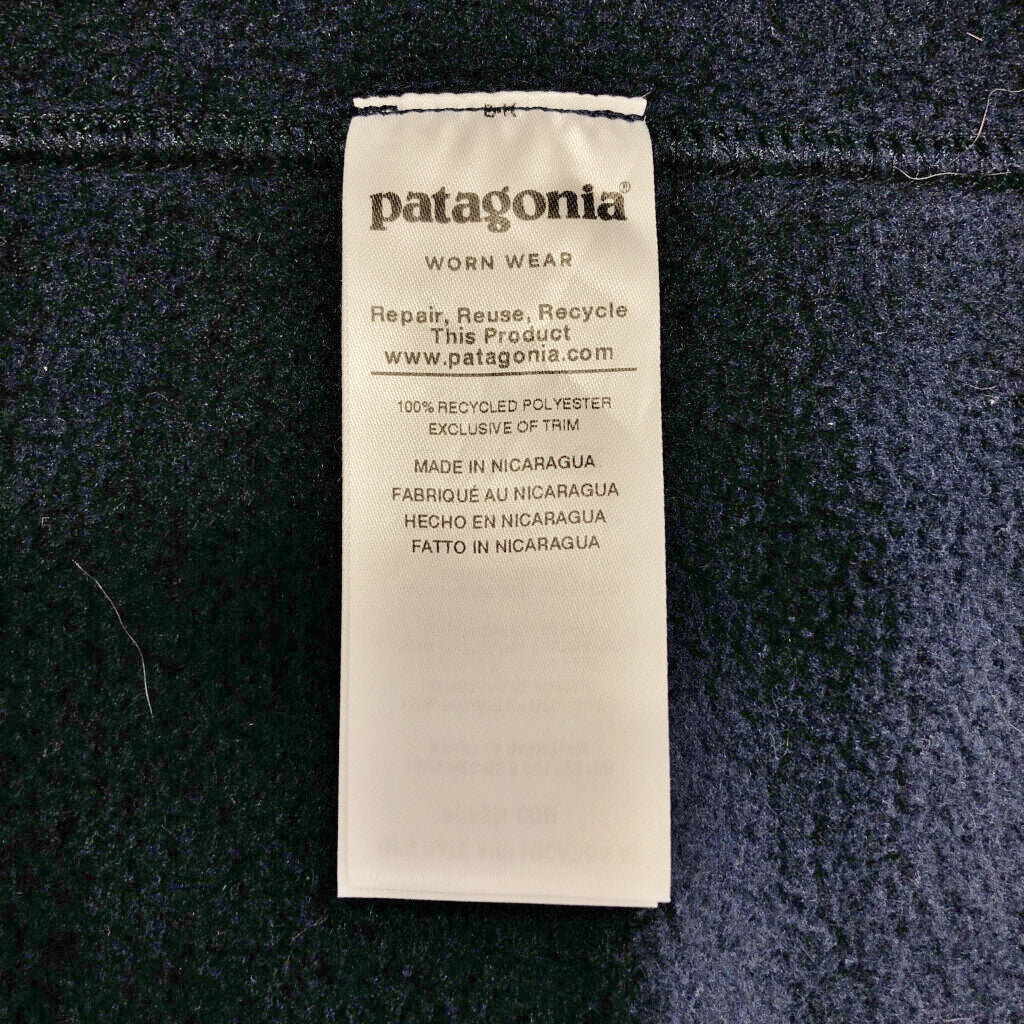 patagonia®
WORN WEAR
Repair, Reuse, Recycle
This Product
www.patagonia.com
100% RECYCLED POLYESTER
EXCLUSIVE OF TRIM
MADE IN NICARAGUA
FABRIQUÉ AU NICARAGUA
HECHO EN NICARAGUA
FATTO IN NICARAGUA